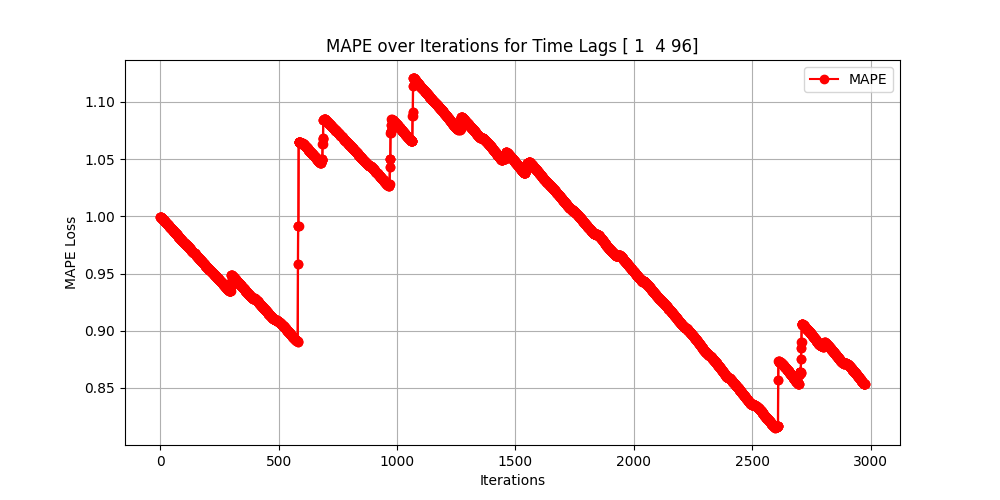 MAPE over Iterations for Time Lags [ 1  4 96]
MAPE
1.10
1.05
1.00
0.95
0.90
0.85
MAPE Loss
0 500 1000 1500 2000 2500 3000
Iterations